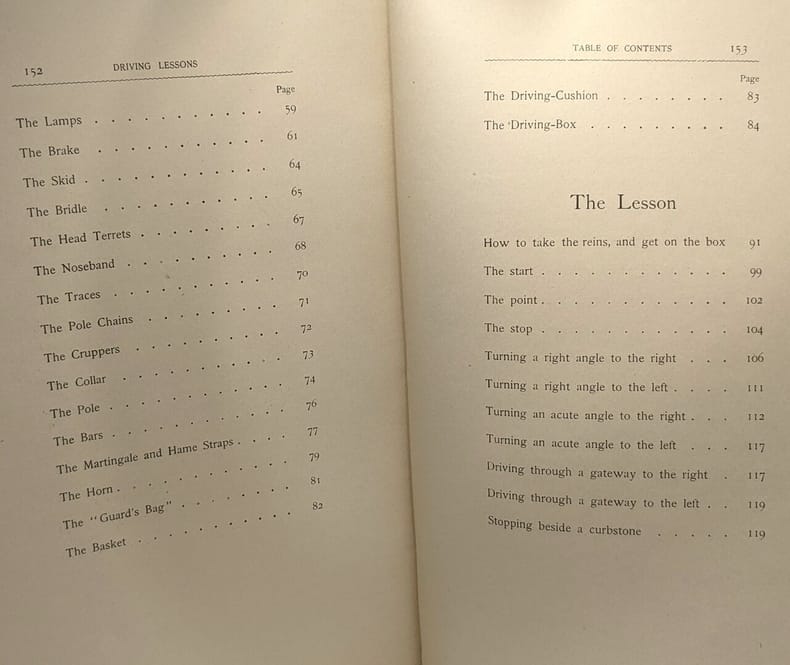 152 DRIVING LESSONS
Page
The Lamps . . . . . . . . . . 59
The Brake . . . . . . . . . . 61
The Skid . . . . . . . . . . 64
The Bridle . . . . . . . . . 65
The Head Terrets . . . . . . . . 67
The Noseband . . . . . . . . 68
The Traces . . . . . . . . . 70
The Pole Chains . . . . . . . 71
The Cruppers . . . . . . . . 72
The Collar . . . . . . . . . 73
The Pole . . . . . . . . . . 74
The Bars . . . . . . . . . . 76
The Martingale and Hame Straps . . . . 77
The Horn . . . . . . . . . . 79
The "Guard's Bag" . . . . . . . 81
The Basket . . . . . . . . . 82
TABLE OF CONTENTS 153
Page
The Driving-Cushion . . . . . . . 83
The 'Driving-Box . . . . . . . . 84
The Lesson
How to take the reins, and get on the box 91
The start . . . . . . . . . . . 99
The point . . . . . . . . . . . 102
The stop . . . . . . . . . . . 104
Turning a right angle to the right . . . 106
Turning a right angle to the left . . . . 111
Turning an acute angle to the right . . . 112
Turning an acute angle to the left . . . 117
Driving through a gateway to the right . 117
Driving through a gateway to the left . . 119
Stopping beside a curbstone . . . . . 119